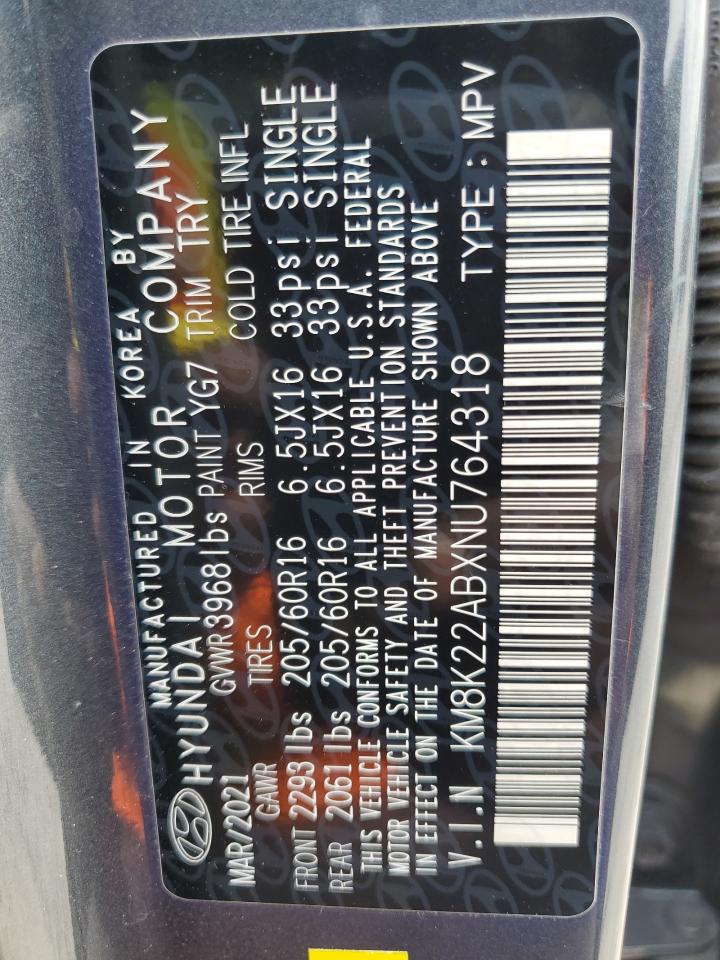 MANUFACTURED IN KOREA BY
HYUNDAI MOTOR COMPANY
MAR/2021 GVWR 3968 lbs PAINT YG7 TRIM TRY
GAWR TIRES RIMS COLD TIRE INFL
FRONT 2293 lbs 205/60R16 6.5JX16 33psi SINGLE
REAR 2061 lbs 205/60R16 6.5JX16 33psi SINGLE
THIS VEHICLE CONFORMS TO ALL APPLICABLE U.S.A. FEDERAL
MOTOR VEHICLE SAFETY AND THEFT PREVENTION STANDARDS
IN EFFECT ON THE DATE OF MANUFACTURE SHOWN ABOVE
V.I.N KM8K22ABXNU764318 TYPE : MPV